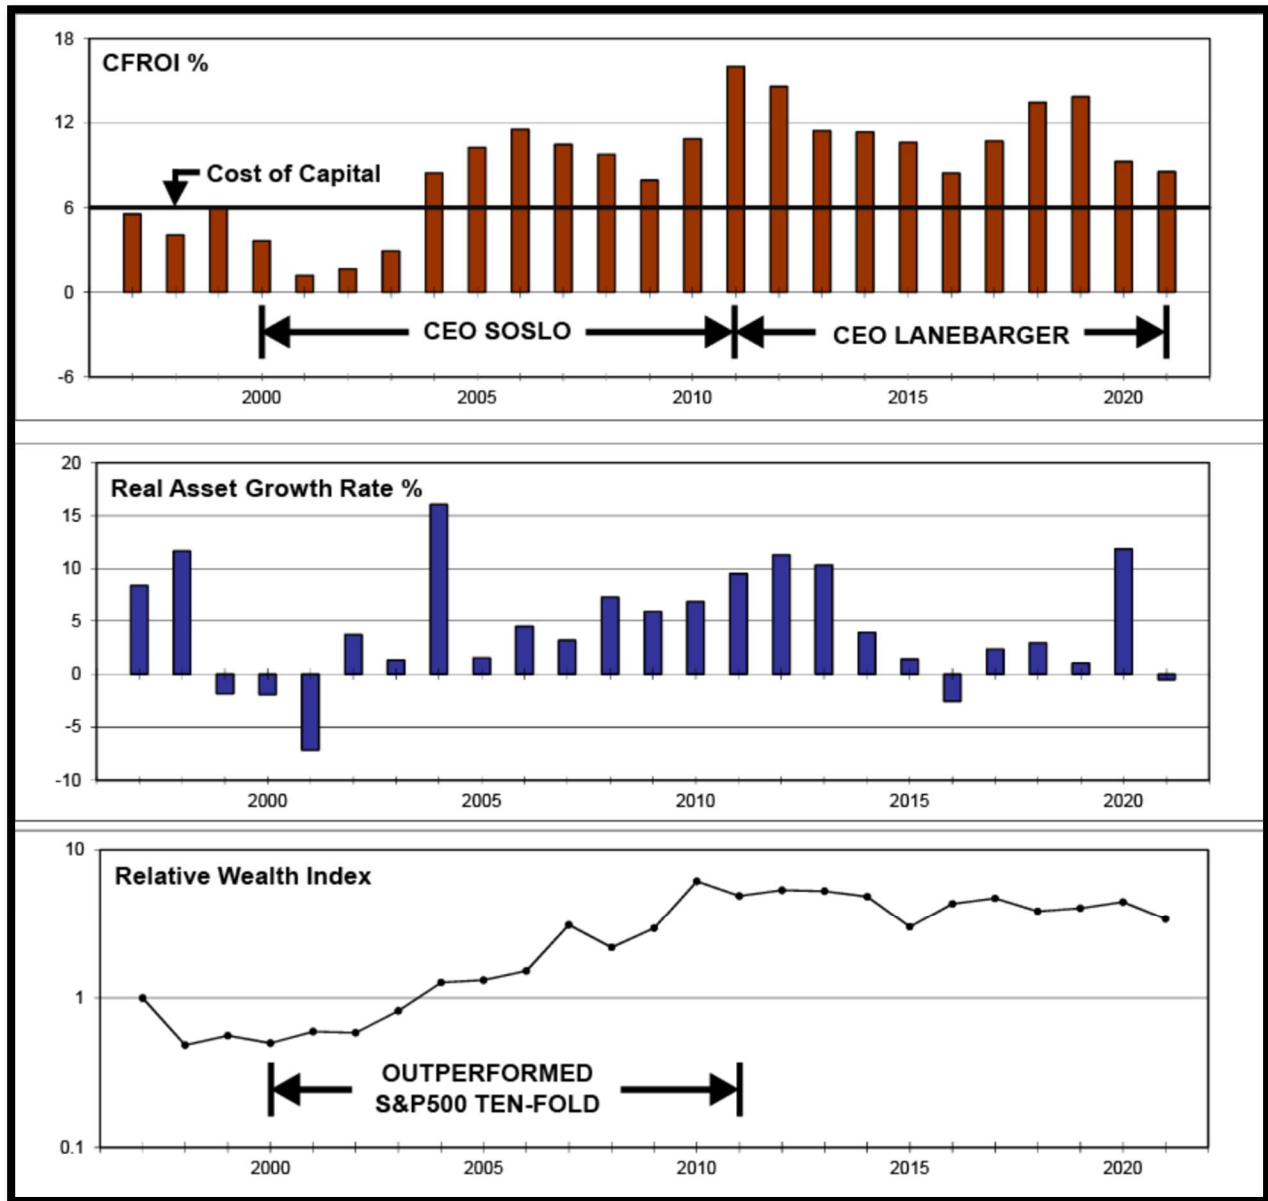 18
CFROI %
12
Cost of Capital
6
0
CEO SOSLO
CEO LANEBARGER
-6
2000 2005 2010 2015 2020
20
Real Asset Growth Rate %
15
10
5
0
-5
-10
2000 2005 2010 2015 2020
10
Relative Wealth Index
1
OUTPERFORMED
S&P500 TEN-FOLD
0.1
2000 2005 2010 2015 2020